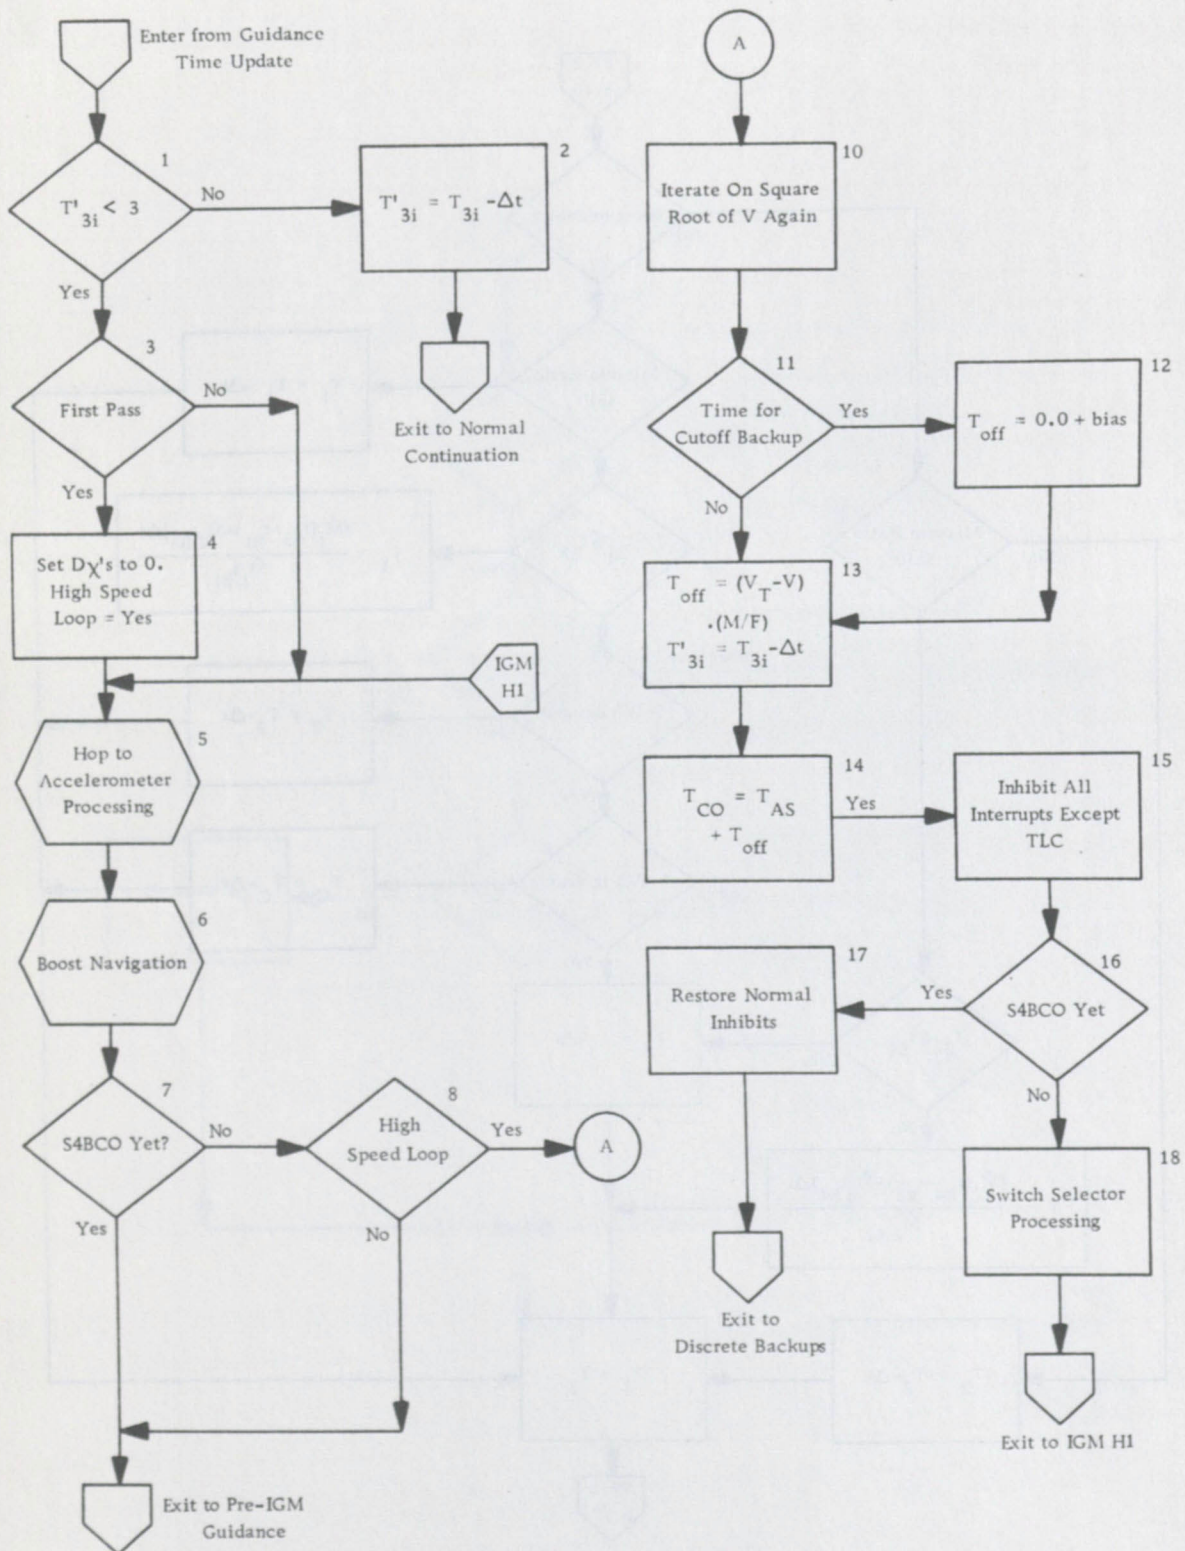 Enter from Guidance
Time Update
1
T'3i < 3
No
2
T'3i = T3i -Δt
Exit to Normal
Continuation
Yes
3
First Pass
No
Yes
4
Set Dχ's to 0.
High Speed
Loop = Yes
IGM
H1
5
Hop to
Accelerometer
Processing
6
Boost Navigation
7
S4BCO Yet?
No
8
High
Speed Loop
Yes
A
Yes
No
Exit to Pre-IGM
Guidance
A
10
Iterate On Square
Root of V Again
11
Time for
Cutoff Backup
Yes
12
Toff = 0.0 + bias
No
13
Toff = (VT-V)
.(M/F)
T'3i = T3i-Δt
14
TCO = TAS
+ Toff
Yes
15
Inhibit All
Interrupts Except
TLC
16
S4BCO Yet
Yes
17
Restore Normal
Inhibits
Exit to
Discrete Backups
No
18
Switch Selector
Processing
Exit to IGM H1